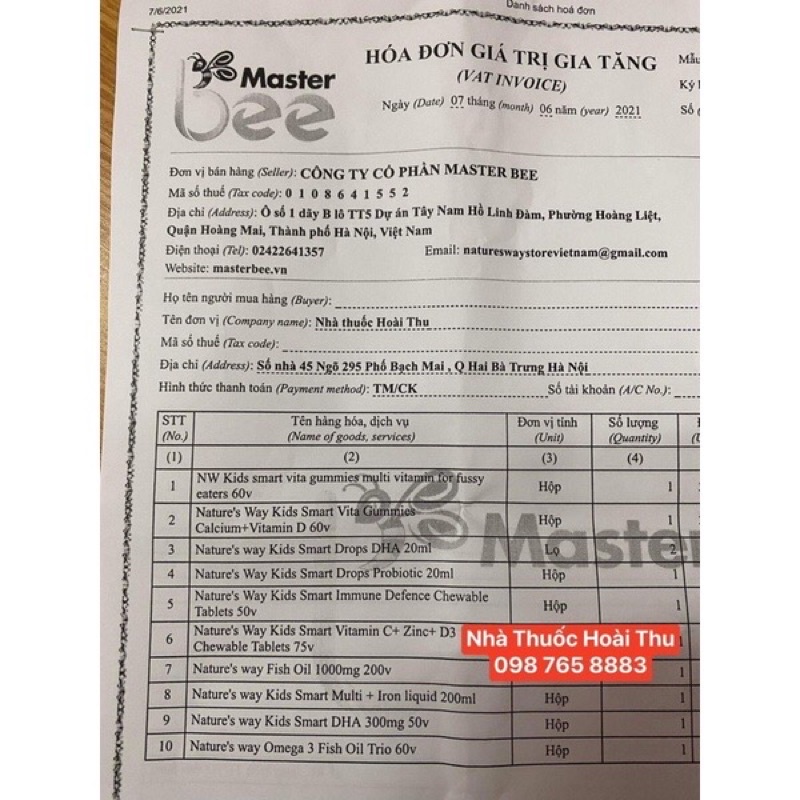 7/6/2021
Danh sách hoá đơn
Master
bee
HÓA ĐƠN GIÁ TRỊ GIA TĂNG
(VAT INVOICE)
Ngày (Date) 07 tháng (month) 06 năm (year) 2021
Mẫu
Ký
Số
Đơn vị bán hàng (Seller): CÔNG TY CỔ PHẦN MASTER BEE
Mã số thuế (Tax code): 0 1 0 8 6 4 1 5 5 2
Địa chỉ (Address): Ô số 1 dãy B lô TT5 Dự án Tây Nam Hồ Linh Đàm, Phường Hoàng Liệt,
Quận Hoàng Mai, Thành phố Hà Nội, Việt Nam
Điện thoại (Tel): 02422641357 Email: natureswaystorevietnam@gmail.com
Website: masterbee.vn
Họ tên người mua hàng (Buyer):
Tên đơn vị (Company name): Nhà thuốc Hoài Thu
Mã số thuế (Tax code):
Địa chỉ (Address): Số nhà 45 Ngõ 295 Phố Bạch Mai , Q Hai Bà Trưng Hà Nội
Hình thức thanh toán (Payment method): TM/CK Số tài khoản (A/C No.):
STT Tên hàng hóa, dịch vụ Đơn vị tính Số lượng
(No.) (Name of goods, services) (Unit) (Quantity)
(1) (2) (3) (4)
1 NW Kids smart vita gummies multi vitamin for fussy eaters 60v Hộp 1
2 Nature's Way Kids Smart Vita Gummies Calcium+Vitamin D 60v Hộp 1
3 Nature's way Kids Smart Drops DHA 20ml Lọ 2
4 Nature's Way Kids Smart Drops Probiotic 20ml Hộp 1
5 Nature's Way Kids Smart Immune Defence Chewable Tablets 50v Hộp 1
6 Nature's Way Kids Smart Vitamin C+ Zinc+ D3 Chewable Tablets 75v
Nhà Thuốc Hoài Thu
098 765 8883
7 Nature's way Fish Oil 1000mg 200v 1
8 Nature's way Kids Smart Multi + Iron liquid 200ml Hộp 1
9 Nature's way Kids Smart DHA 300mg 50v Hộp 1
10 Nature's way Omega 3 Fish Oil Trio 60v Hộp 1
Master